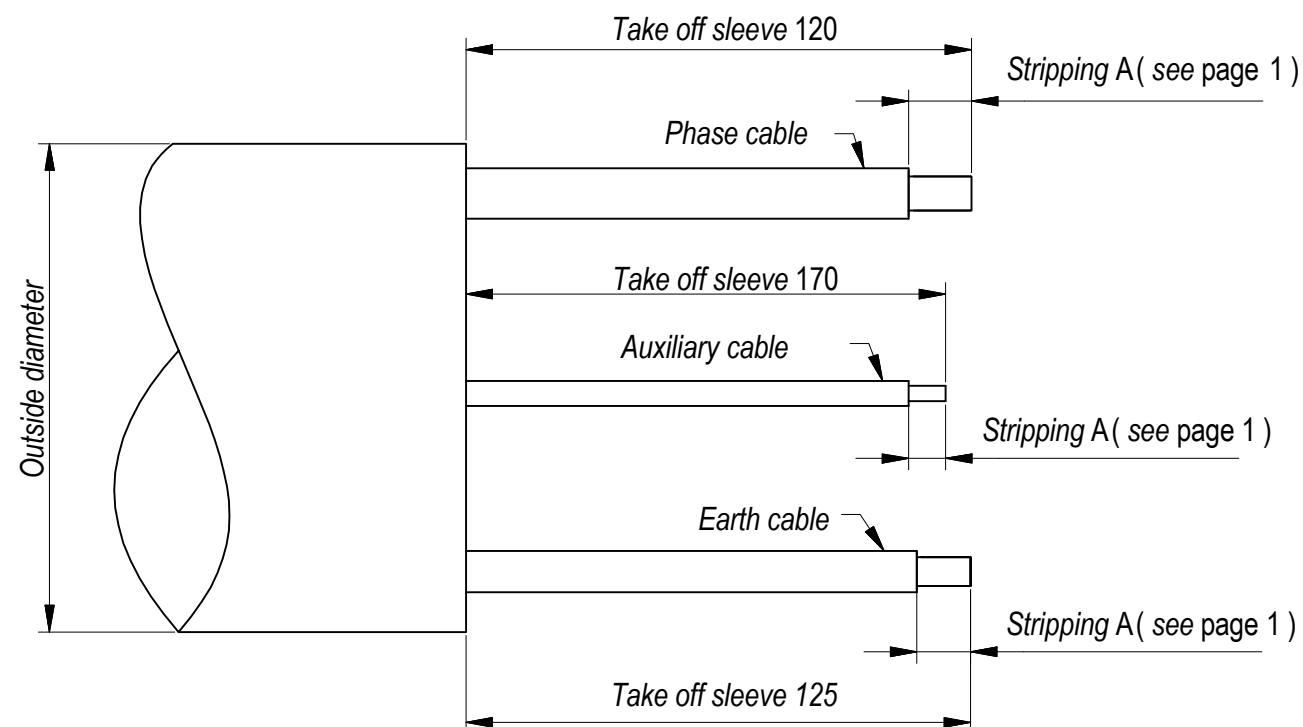 Take off sleeve 120
Stripping A ( see page 1 )
Phase cable
Take off sleeve 170
Auxiliary cable
Outside diameter
Stripping A ( see page 1 )
Earth cable
Stripping A ( see page 1 )
Take off sleeve 125